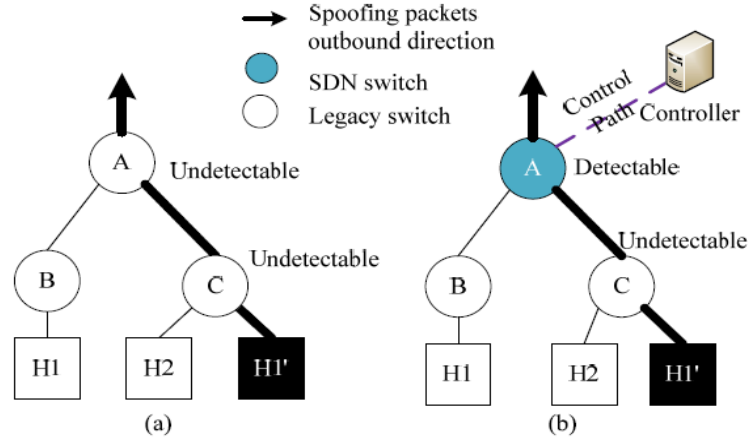 Spoofing packets
outbound direction
SDN switch
Legacy switch
A
Undetectable
B
Undetectable
C
H1
H2
H1'
(a)
Control
Path
Controller
A
Detectable
Undetectable
B
C
H1
H2
H1'
(b)